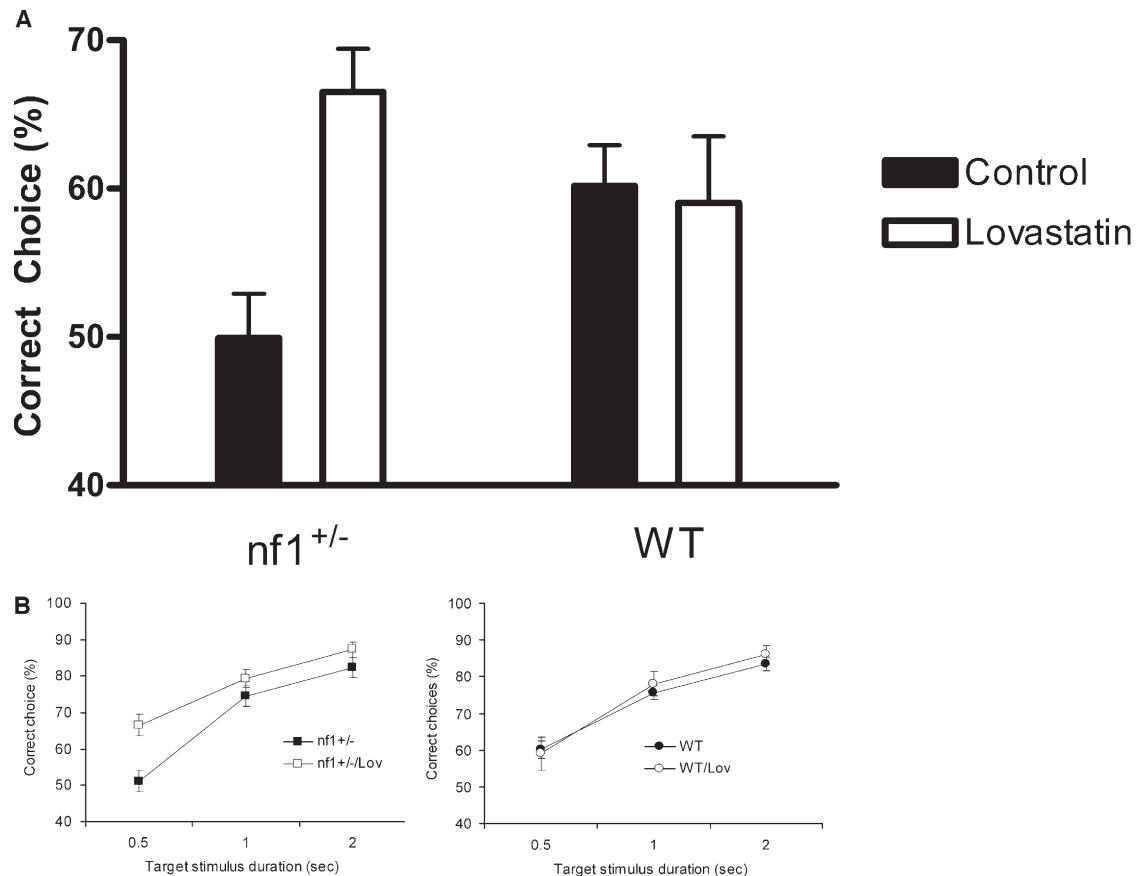 A
Correct Choice (%)
70
60
50
40
nf1+/-
WT
Control
Lovastatin
B
Correct choice (%)
100
90
80
70
60
50
40
0.5 1 2
Target stimulus duration (sec)
nf1+/-
nf1+/-/Lov
Correct choices (%)
100
90
80
70
60
50
40
0.5 1 2
Target stimulus duration (sec)
WT
WT/Lov